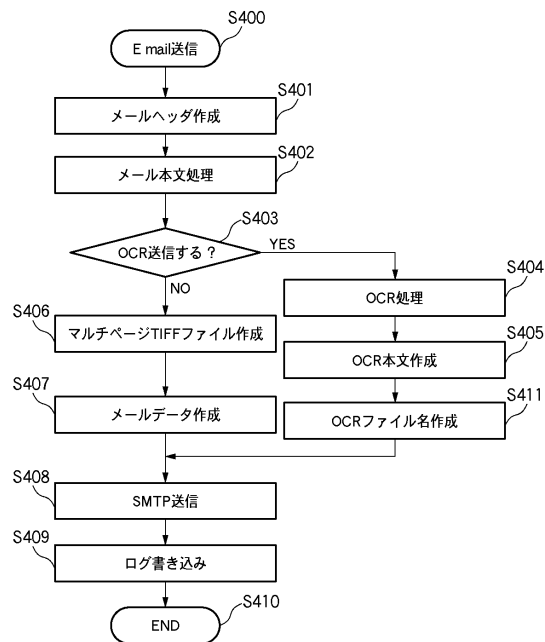 S400
E mail送信
S401
メールヘッダ作成
S402
メール本文処理
S403
OCR送信する？
YES
NO
S404
OCR処理
S406
マルチページTIFFファイル作成
S405
OCR本文作成
S407
メールデータ作成
S411
OCRファイル名作成
S408
SMTP送信
S409
ログ書き込み
S410
END